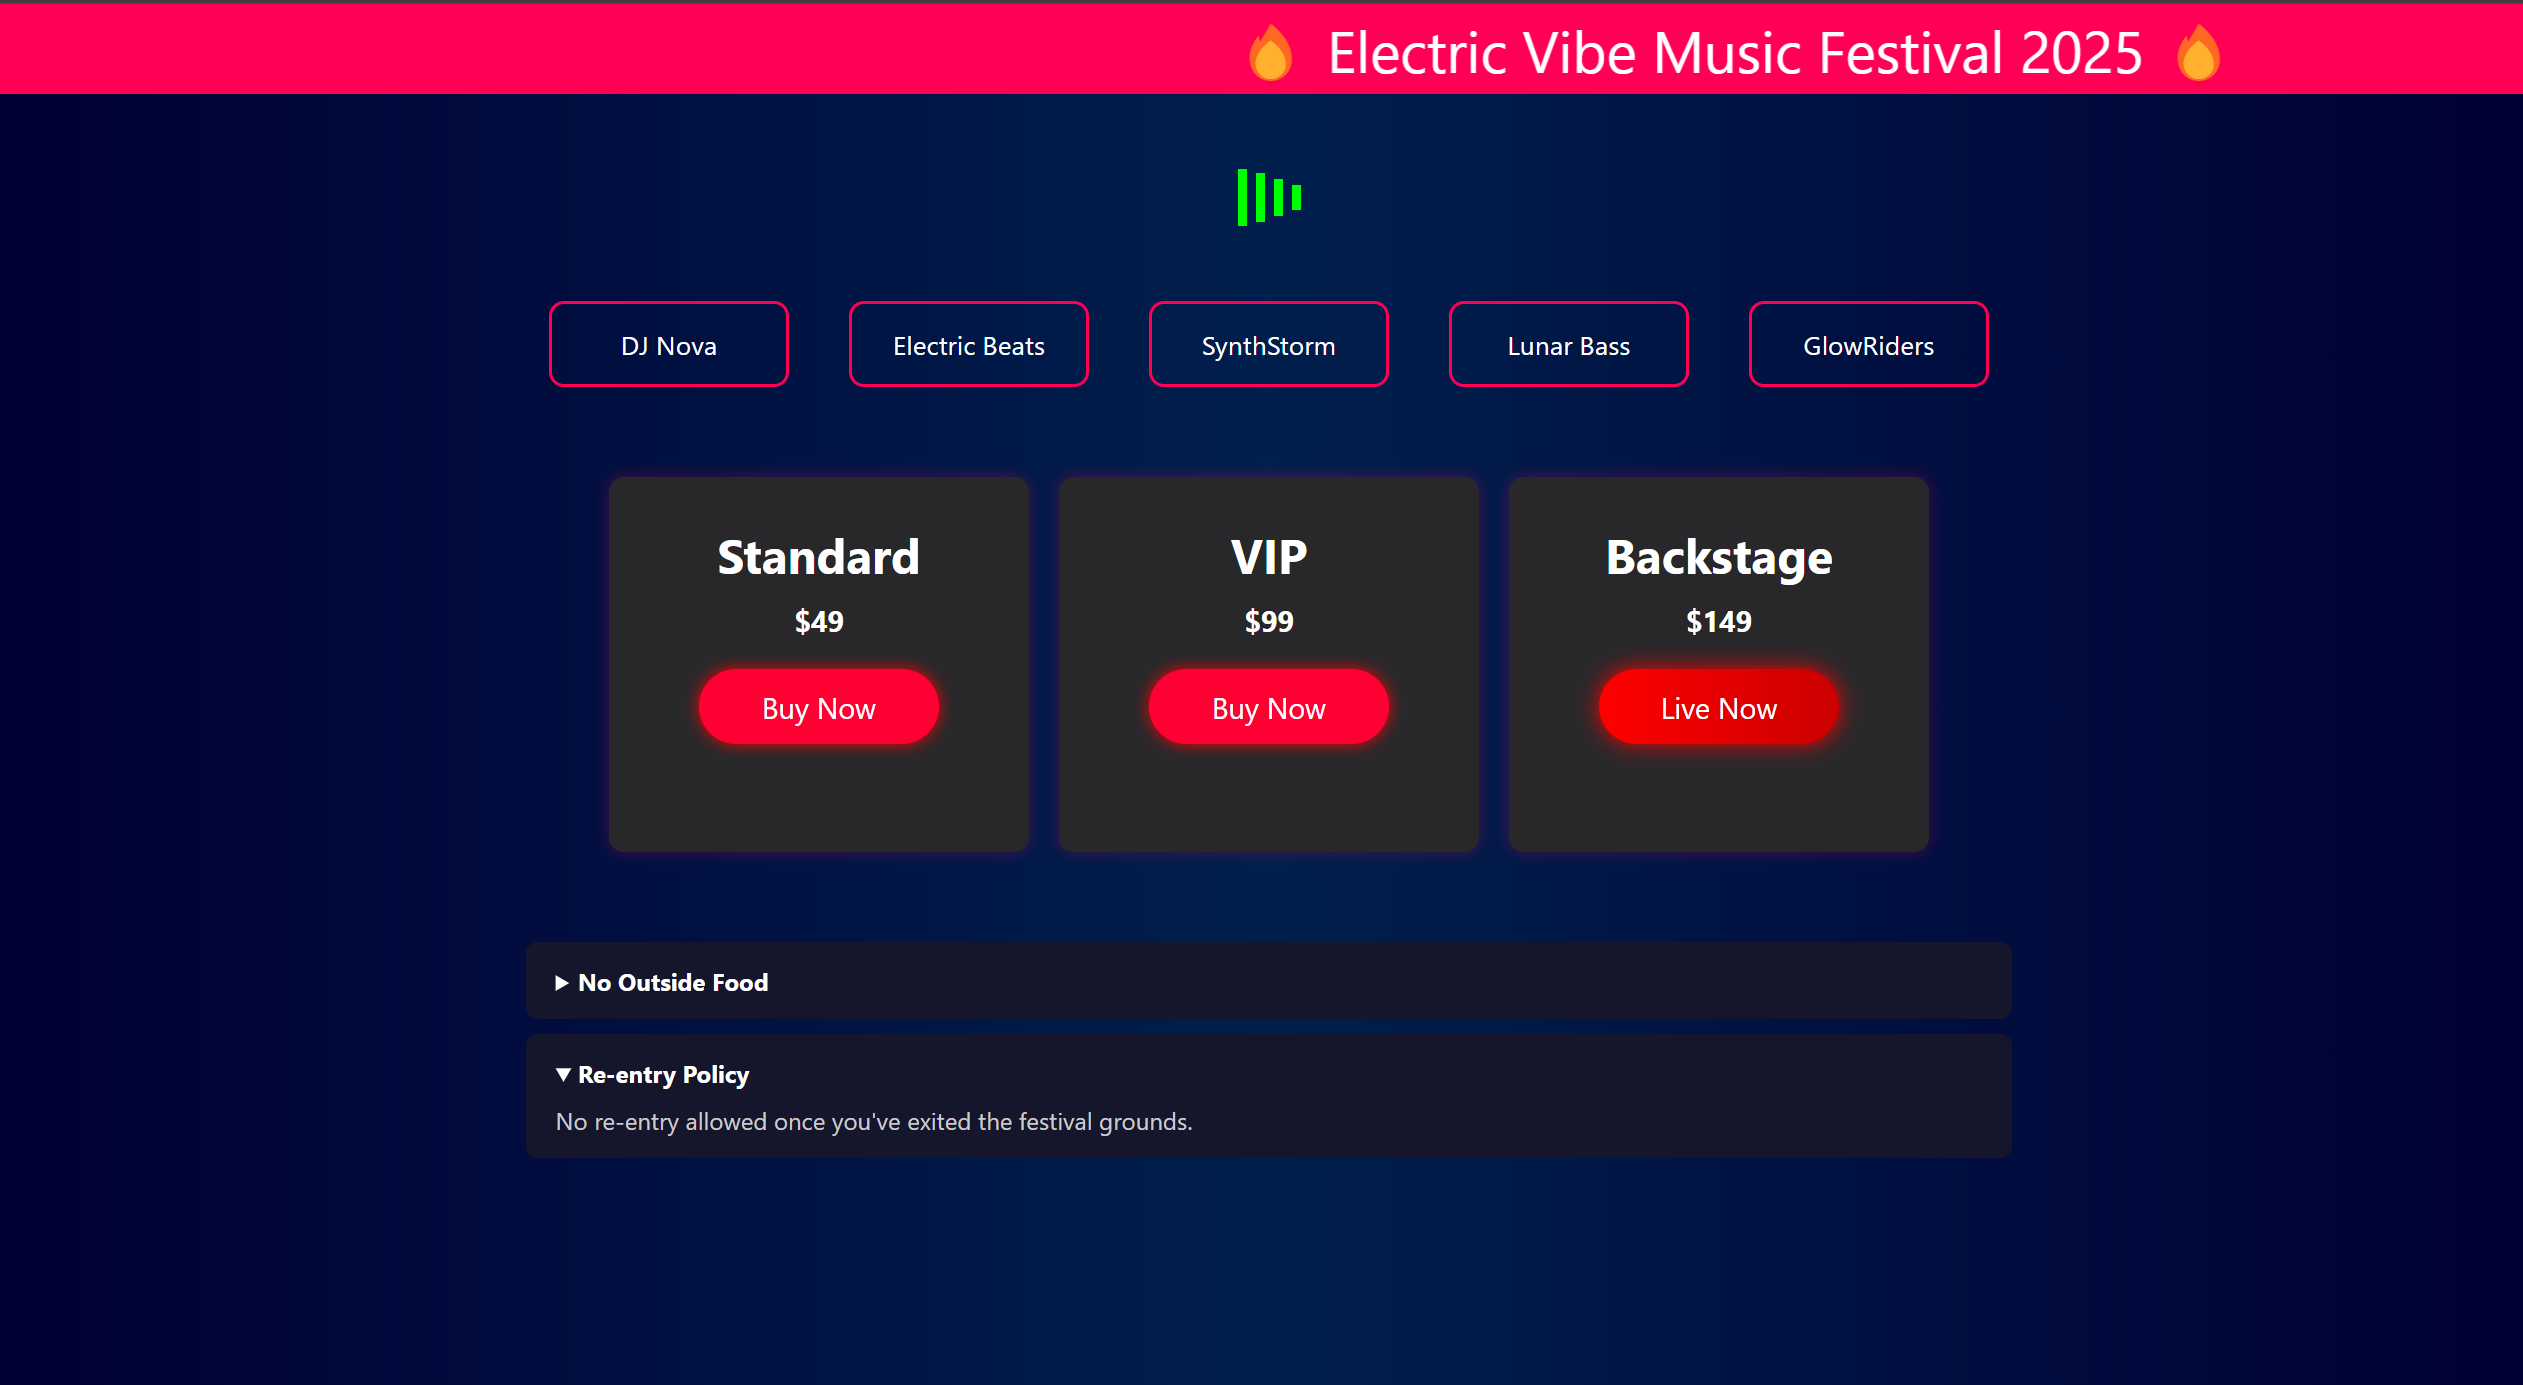 🔥 Electric Vibe Music Festival 2025 🔥
DJ Nova
Electric Beats
SynthStorm
Lunar Bass
GlowRiders
Standard
$49
Buy Now
VIP
$99
Buy Now
Backstage
$149
Live Now
No Outside Food
Re-entry Policy
No re-entry allowed once you've exited the festival grounds.